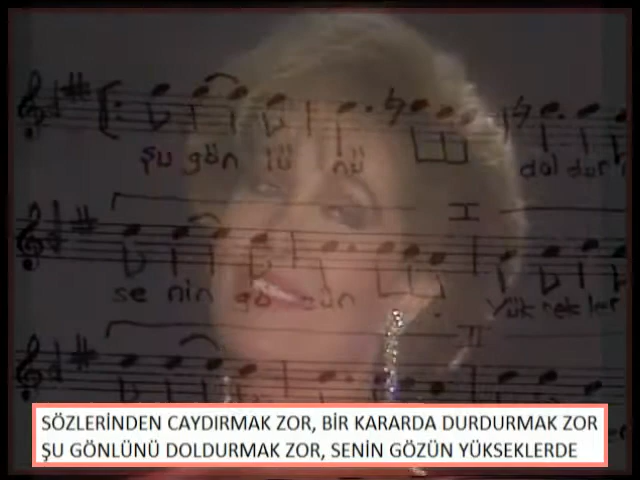 şu gön lü nü dol dur
I
se nin gö zün yük sek ler
II
SÖZLERİNDEN CAYDIRMAK ZOR, BİR KARARDA DURDURMAK ZOR
ŞU GÖNLÜNÜ DOLDURMAK ZOR, SENİN GÖZÜN YÜKSEKLERDE